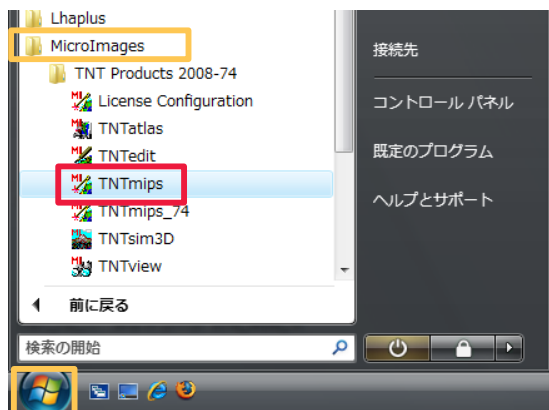 Lhaplus
MicroImages
TNT Products 2008-74
License Configuration
TNTatlas
TNTedit
TNTmips
TNTmips_74
TNTsim3D
TNTview
前に戻る
検索の開始
接続先
コントロール パネル
既定のプログラム
ヘルプとサポート